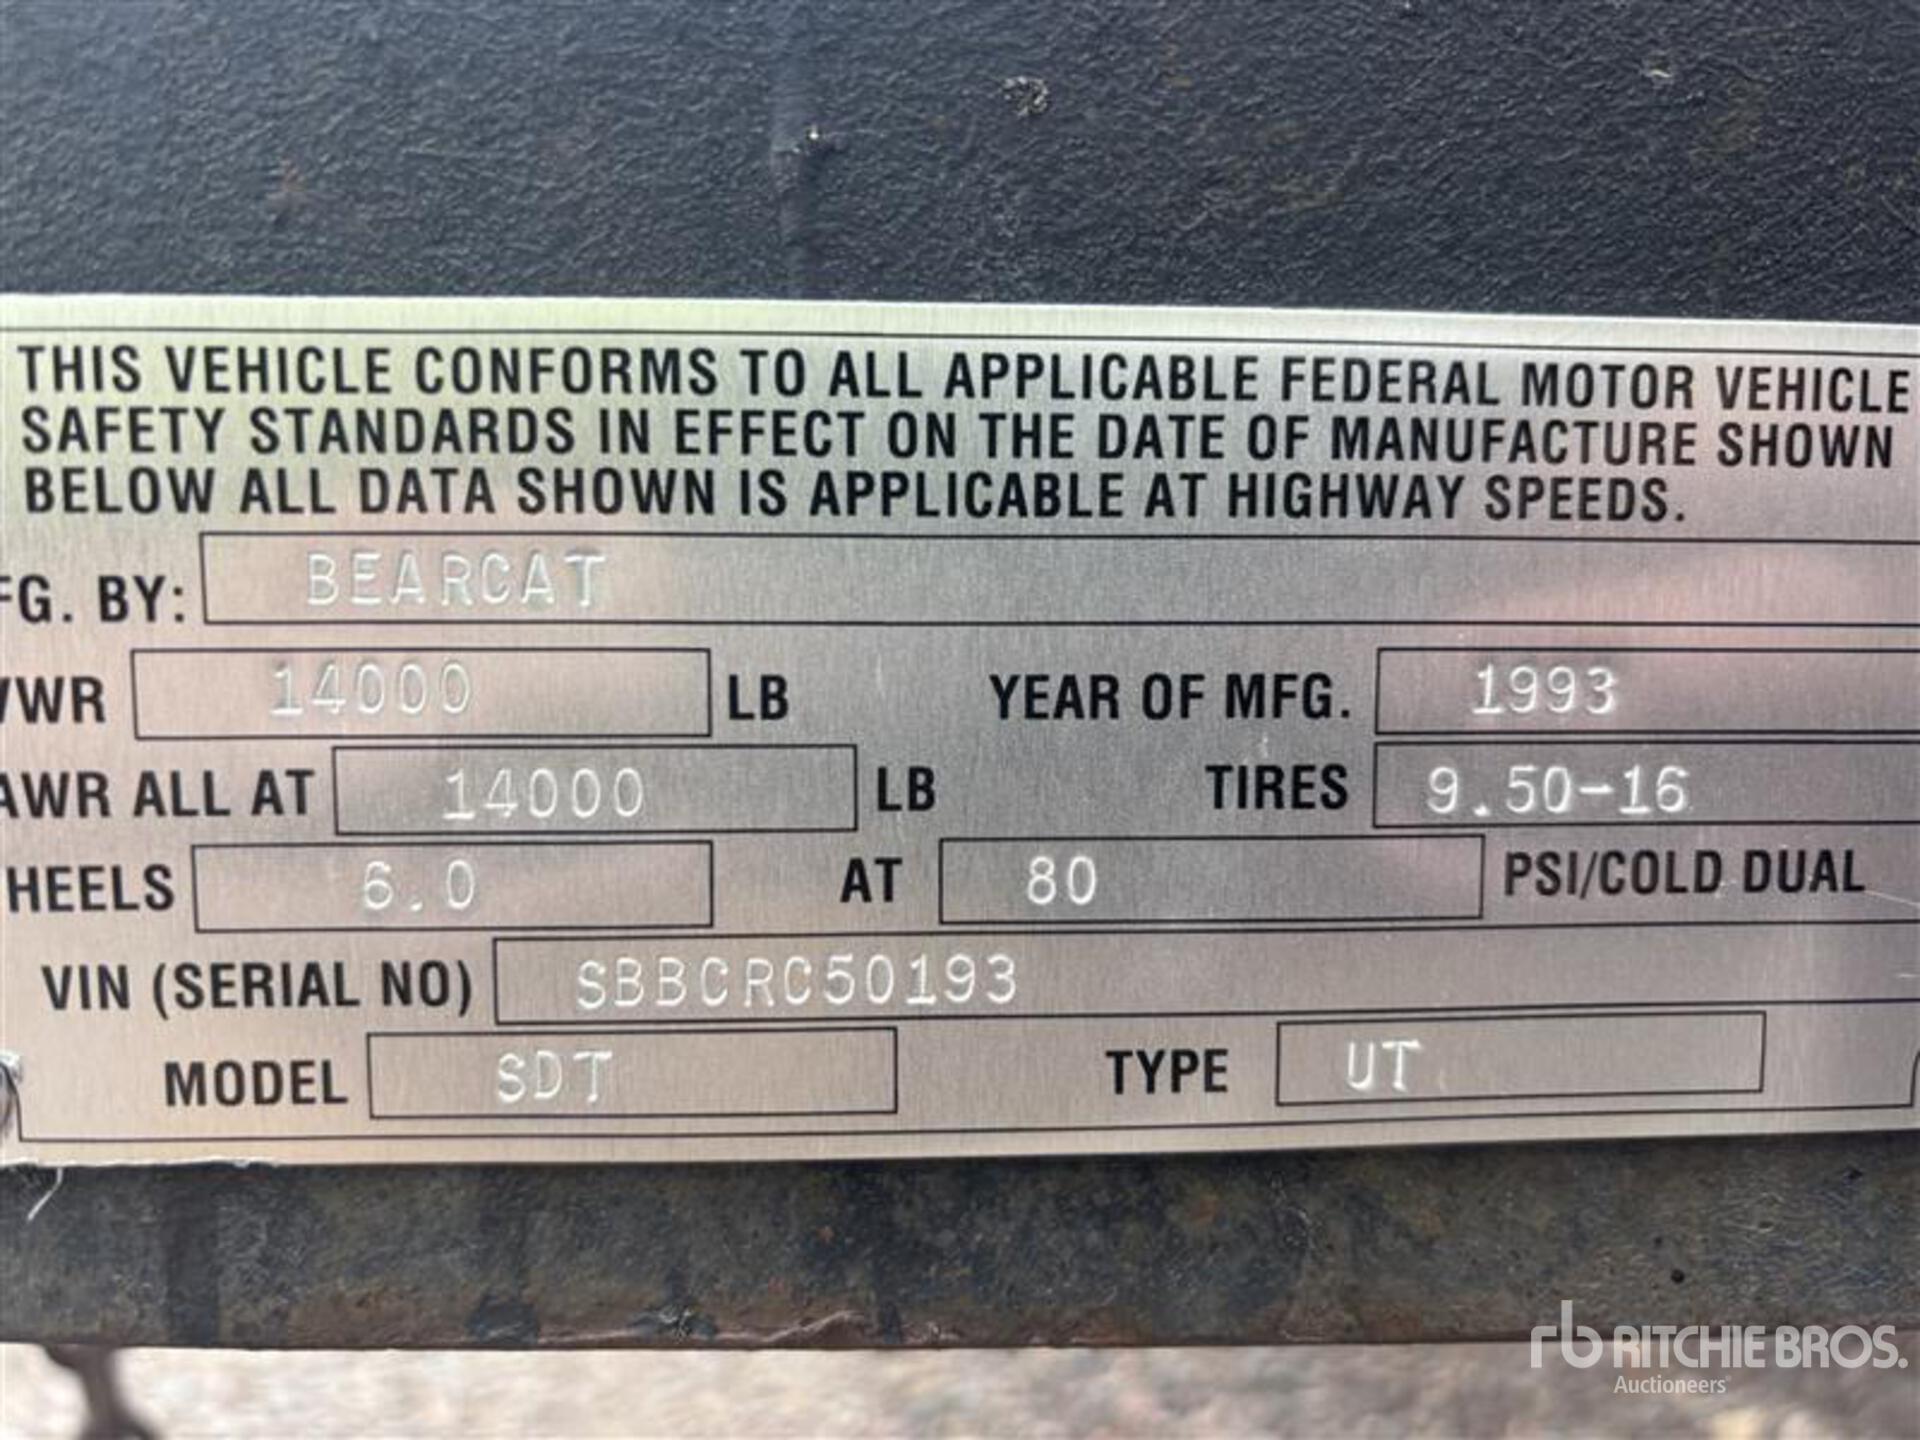 THIS VEHICLE CONFORMS TO ALL APPLICABLE FEDERAL MOTOR VEHICLE
SAFETY STANDARDS IN EFFECT ON THE DATE OF MANUFACTURE SHOWN
BELOW ALL DATA SHOWN IS APPLICABLE AT HIGHWAY SPEEDS.
FG. BY: BEARCAT
VWR 14000 LB YEAR OF MFG. 1993
AWR ALL AT 14000 LB TIRES 9.50-16
HEELS 6.0 AT 80 PSI/COLD DUAL
VIN (SERIAL NO) SBBCRC50193
MODEL SDT TYPE UT
rb RITCHIE BROS.
Auctioneers